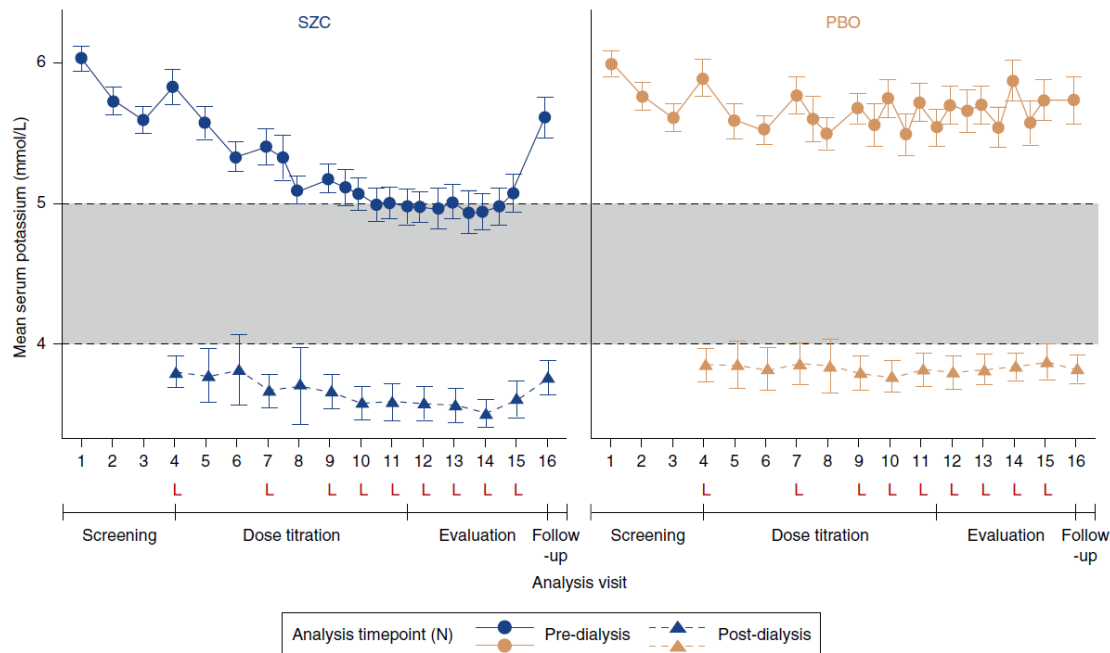 SZC
PBO
Mean serum potassium (mmol/L)
6
5
4
1 2 3 4 5 6 7 8 9 10 11 12 13 14 15 16
1 2 3 4 5 6 7 8 9 10 11 12 13 14 15 16
L L L L L L L L
L L L L L L L L
Screening Dose titration Evaluation Follow
-up
Screening Dose titration Evaluation Follow
-up
Analysis visit
Analysis timepoint (N) Pre-dialysis Post-dialysis